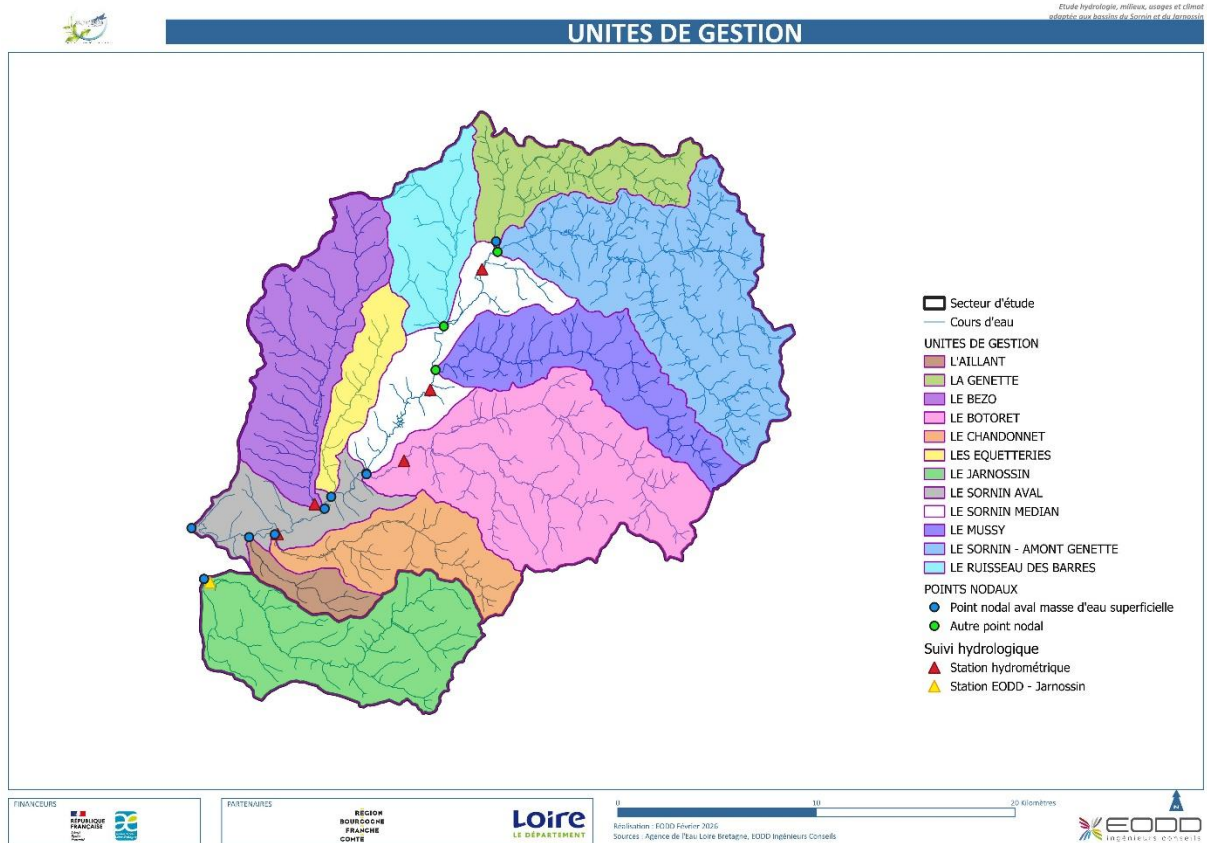 Etude hydrologie, milieux, usages et climat
adaptée aux bassins du Sornin et du Jarnossin
UNITES DE GESTION
Secteur d'étude
Cours d'eau
UNITES DE GESTION
L'AILLANT
LA GENETTE
LE BEZO
LE BOTORET
LE CHANDONNET
LES EQUETTERIES
LE JARNOSSIN
LE SORNIN AVAL
LE SORNIN MEDIAN
LE MUSSY
LE SORNIN - AMONT GENETTE
LE RUISSEAU DES BARRES
POINTS NODAUX
Point nodal aval masse d'eau superficielle
Autre point nodal
Suivi hydrologique
Station hydrométrique
Station EODD - Jarnossin
FINANCEURS
RÉPUBLIQUE
FRANÇAISE
PARTENAIRES
RÉGION
BOURGOGNE
FRANCHE
COMTÉ
Loire
LE DÉPARTEMENT
0 10 20 Kilomètres
Réalisation : EODD Février 2026
Sources : Agence de l'Eau Loire Bretagne, EODD Ingénieurs Conseils
N
EODD
ingénieurs conseils